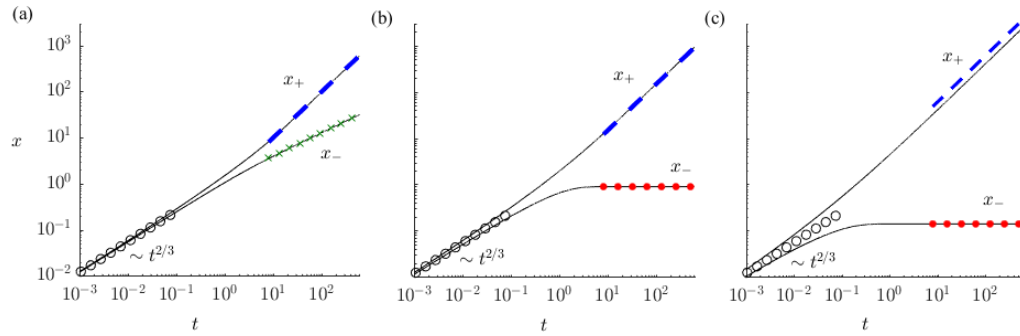 (a)
(b)
(c)
x
10^3
10^2
10^1
10^0
10^{-1}
10^{-2}
x_+
x_-
∼ t^{2/3}
10^{-3} 10^{-2} 10^{-1} 10^0 10^1 10^2
t
x_+
x_-
∼ t^{2/3}
10^{-3} 10^{-2} 10^{-1} 10^0 10^1 10^2
t
x_+
x_-
∼ t^{2/3}
10^{-3} 10^{-2} 10^{-1} 10^0 10^1 10^2
t